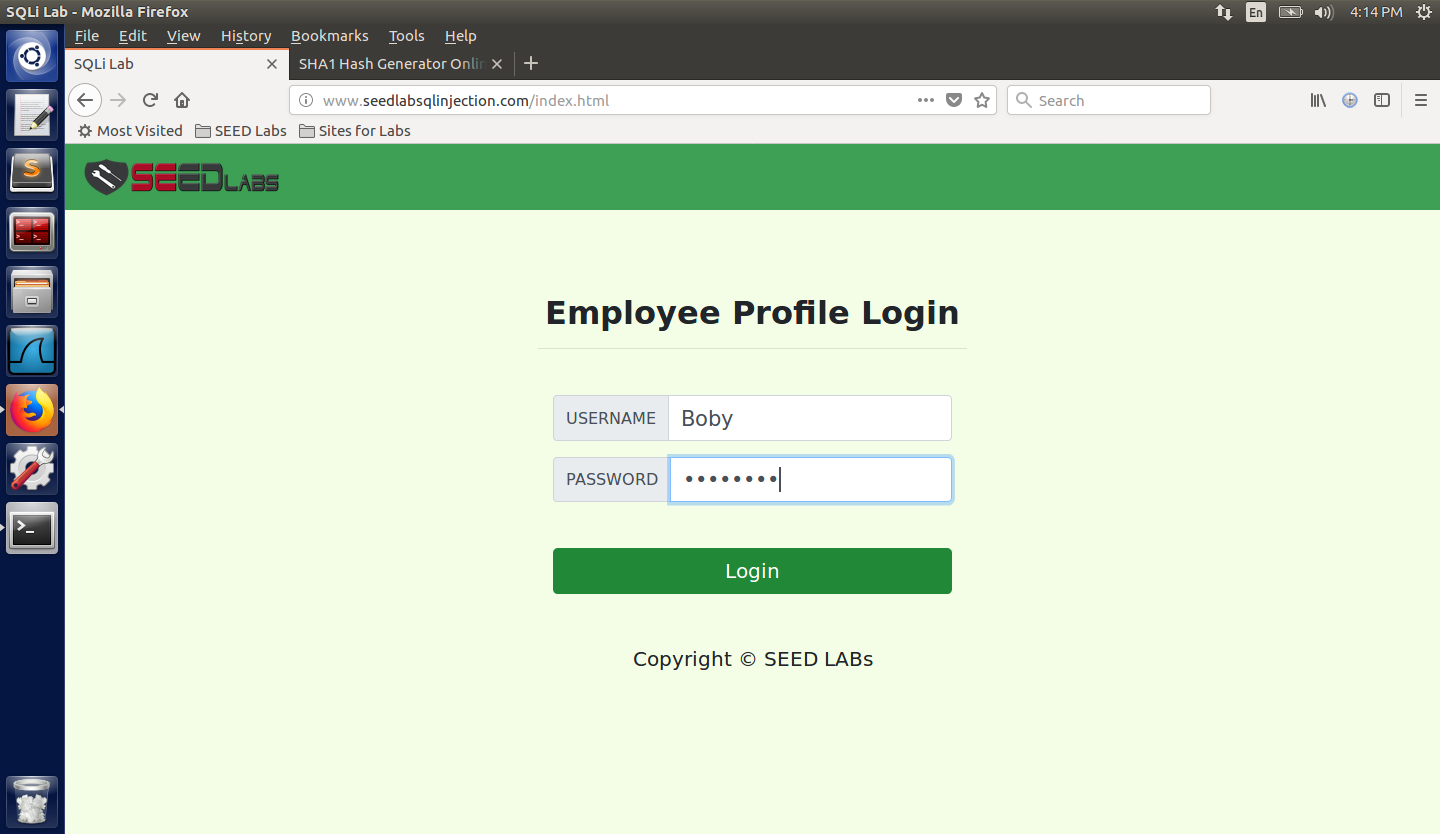 SQLi Lab - Mozilla Firefox
En
4:14 PM
File Edit View History Bookmarks Tools Help
SQLi Lab
SHA1 Hash Generator Onlin
www.seedlabsqlinjection.com/index.html
Search
Most Visited
SEED Labs
Sites for Labs
SEEDLABS
Employee Profile Login
USERNAME Boby
PASSWORD ••••••••
Login
Copyright © SEED LABs